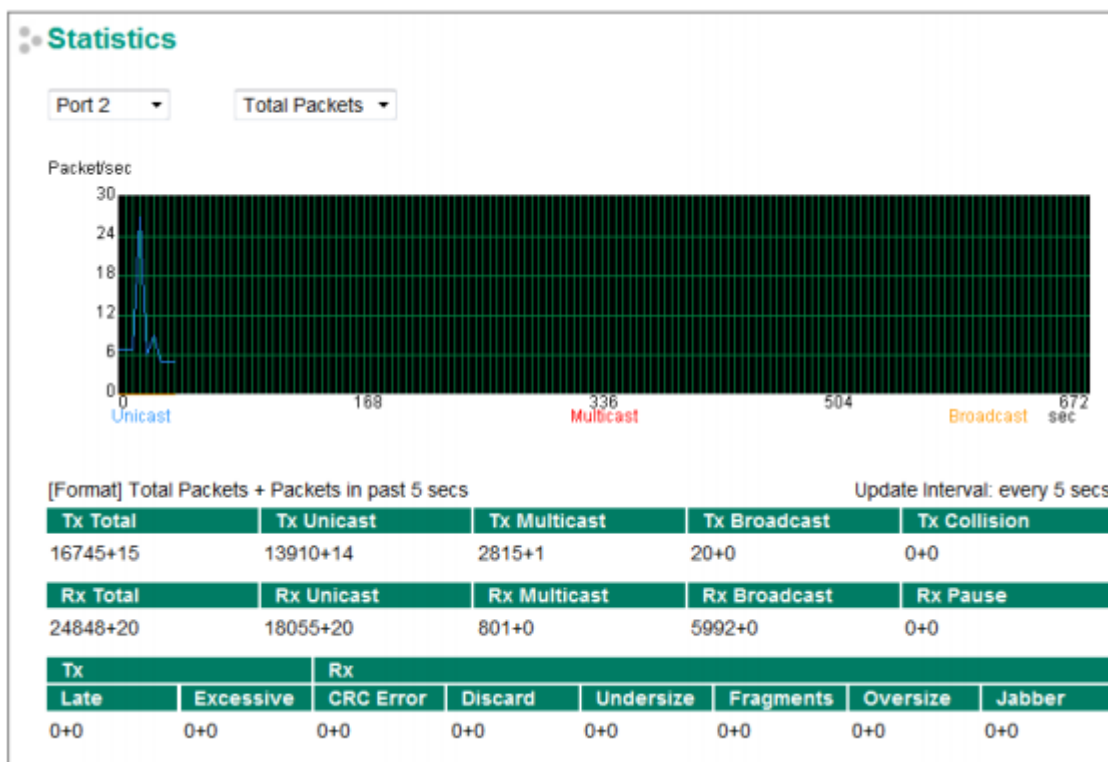 Statistics
Port 2 Total Packets
Packet/sec
30
24
18
12
6
0
0 168 336 504 672
Unicast Multicast Broadcast sec
[Format] Total Packets + Packets in past 5 secs Update Interval: every 5 secs
Tx Total Tx Unicast Tx Multicast Tx Broadcast Tx Collision
16745+15 13910+14 2815+1 20+0 0+0
Rx Total Rx Unicast Rx Multicast Rx Broadcast Rx Pause
24848+20 18055+20 801+0 5992+0 0+0
Tx Rx
Late Excessive CRC Error Discard Undersize Fragments Oversize Jabber
0+0 0+0 0+0 0+0 0+0 0+0 0+0 0+0